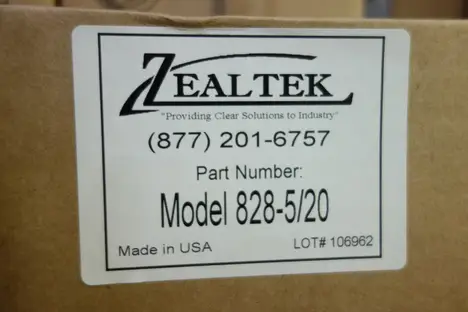 ZEALTEK
"Providing Clear Solutions to Industry"
(877) 201-6757
Part Number:
Model 828-5/20
Made in USA LOT# 106962